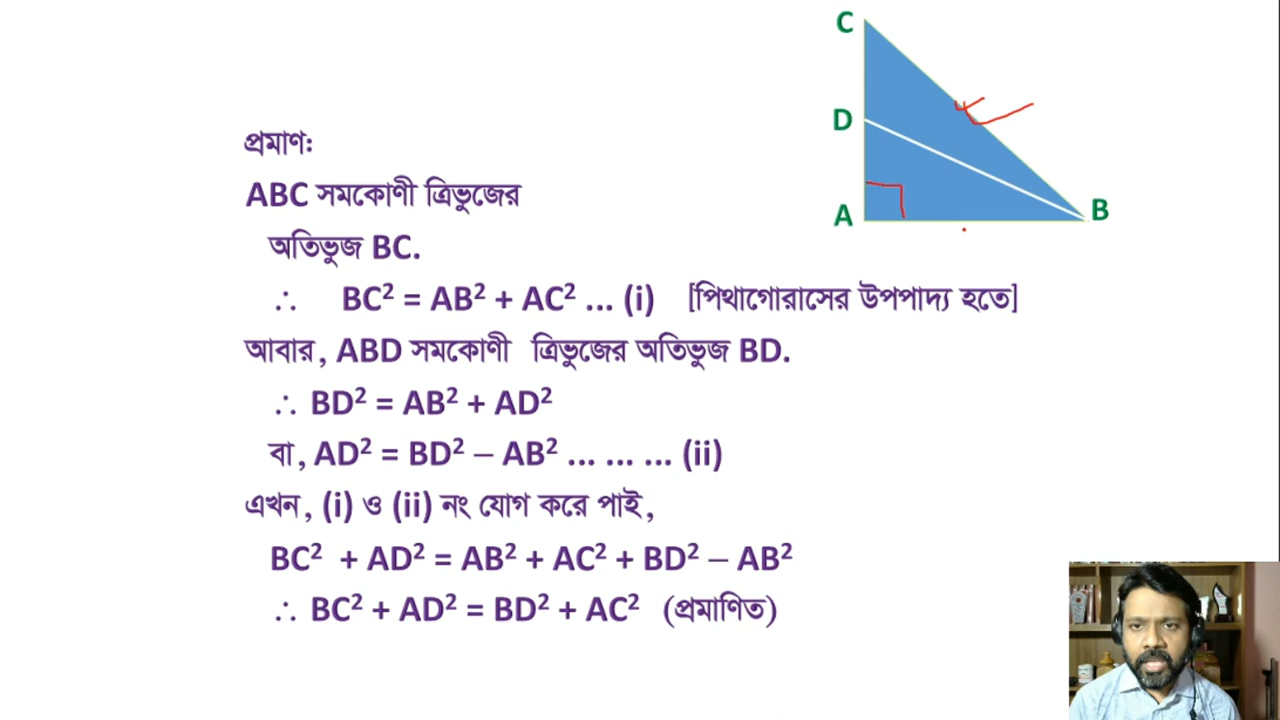 C
D
A
B
প্রমাণঃ
ABC সমকোণী ত্রিভুজের
অতিভুজ BC.
∴ BC² = AB² + AC² ... (i) [পিথাগোরাসের উপপাদ্য হতে]
আবার, ABD সমকোণী ত্রিভুজের অতিভুজ BD.
∴ BD² = AB² + AD²
বা, AD² = BD² – AB² ... ... ... (ii)
এখন, (i) ও (ii) নং যোগ করে পাই,
BC² + AD² = AB² + AC² + BD² – AB²
∴ BC² + AD² = BD² + AC² (প্রমাণিত)